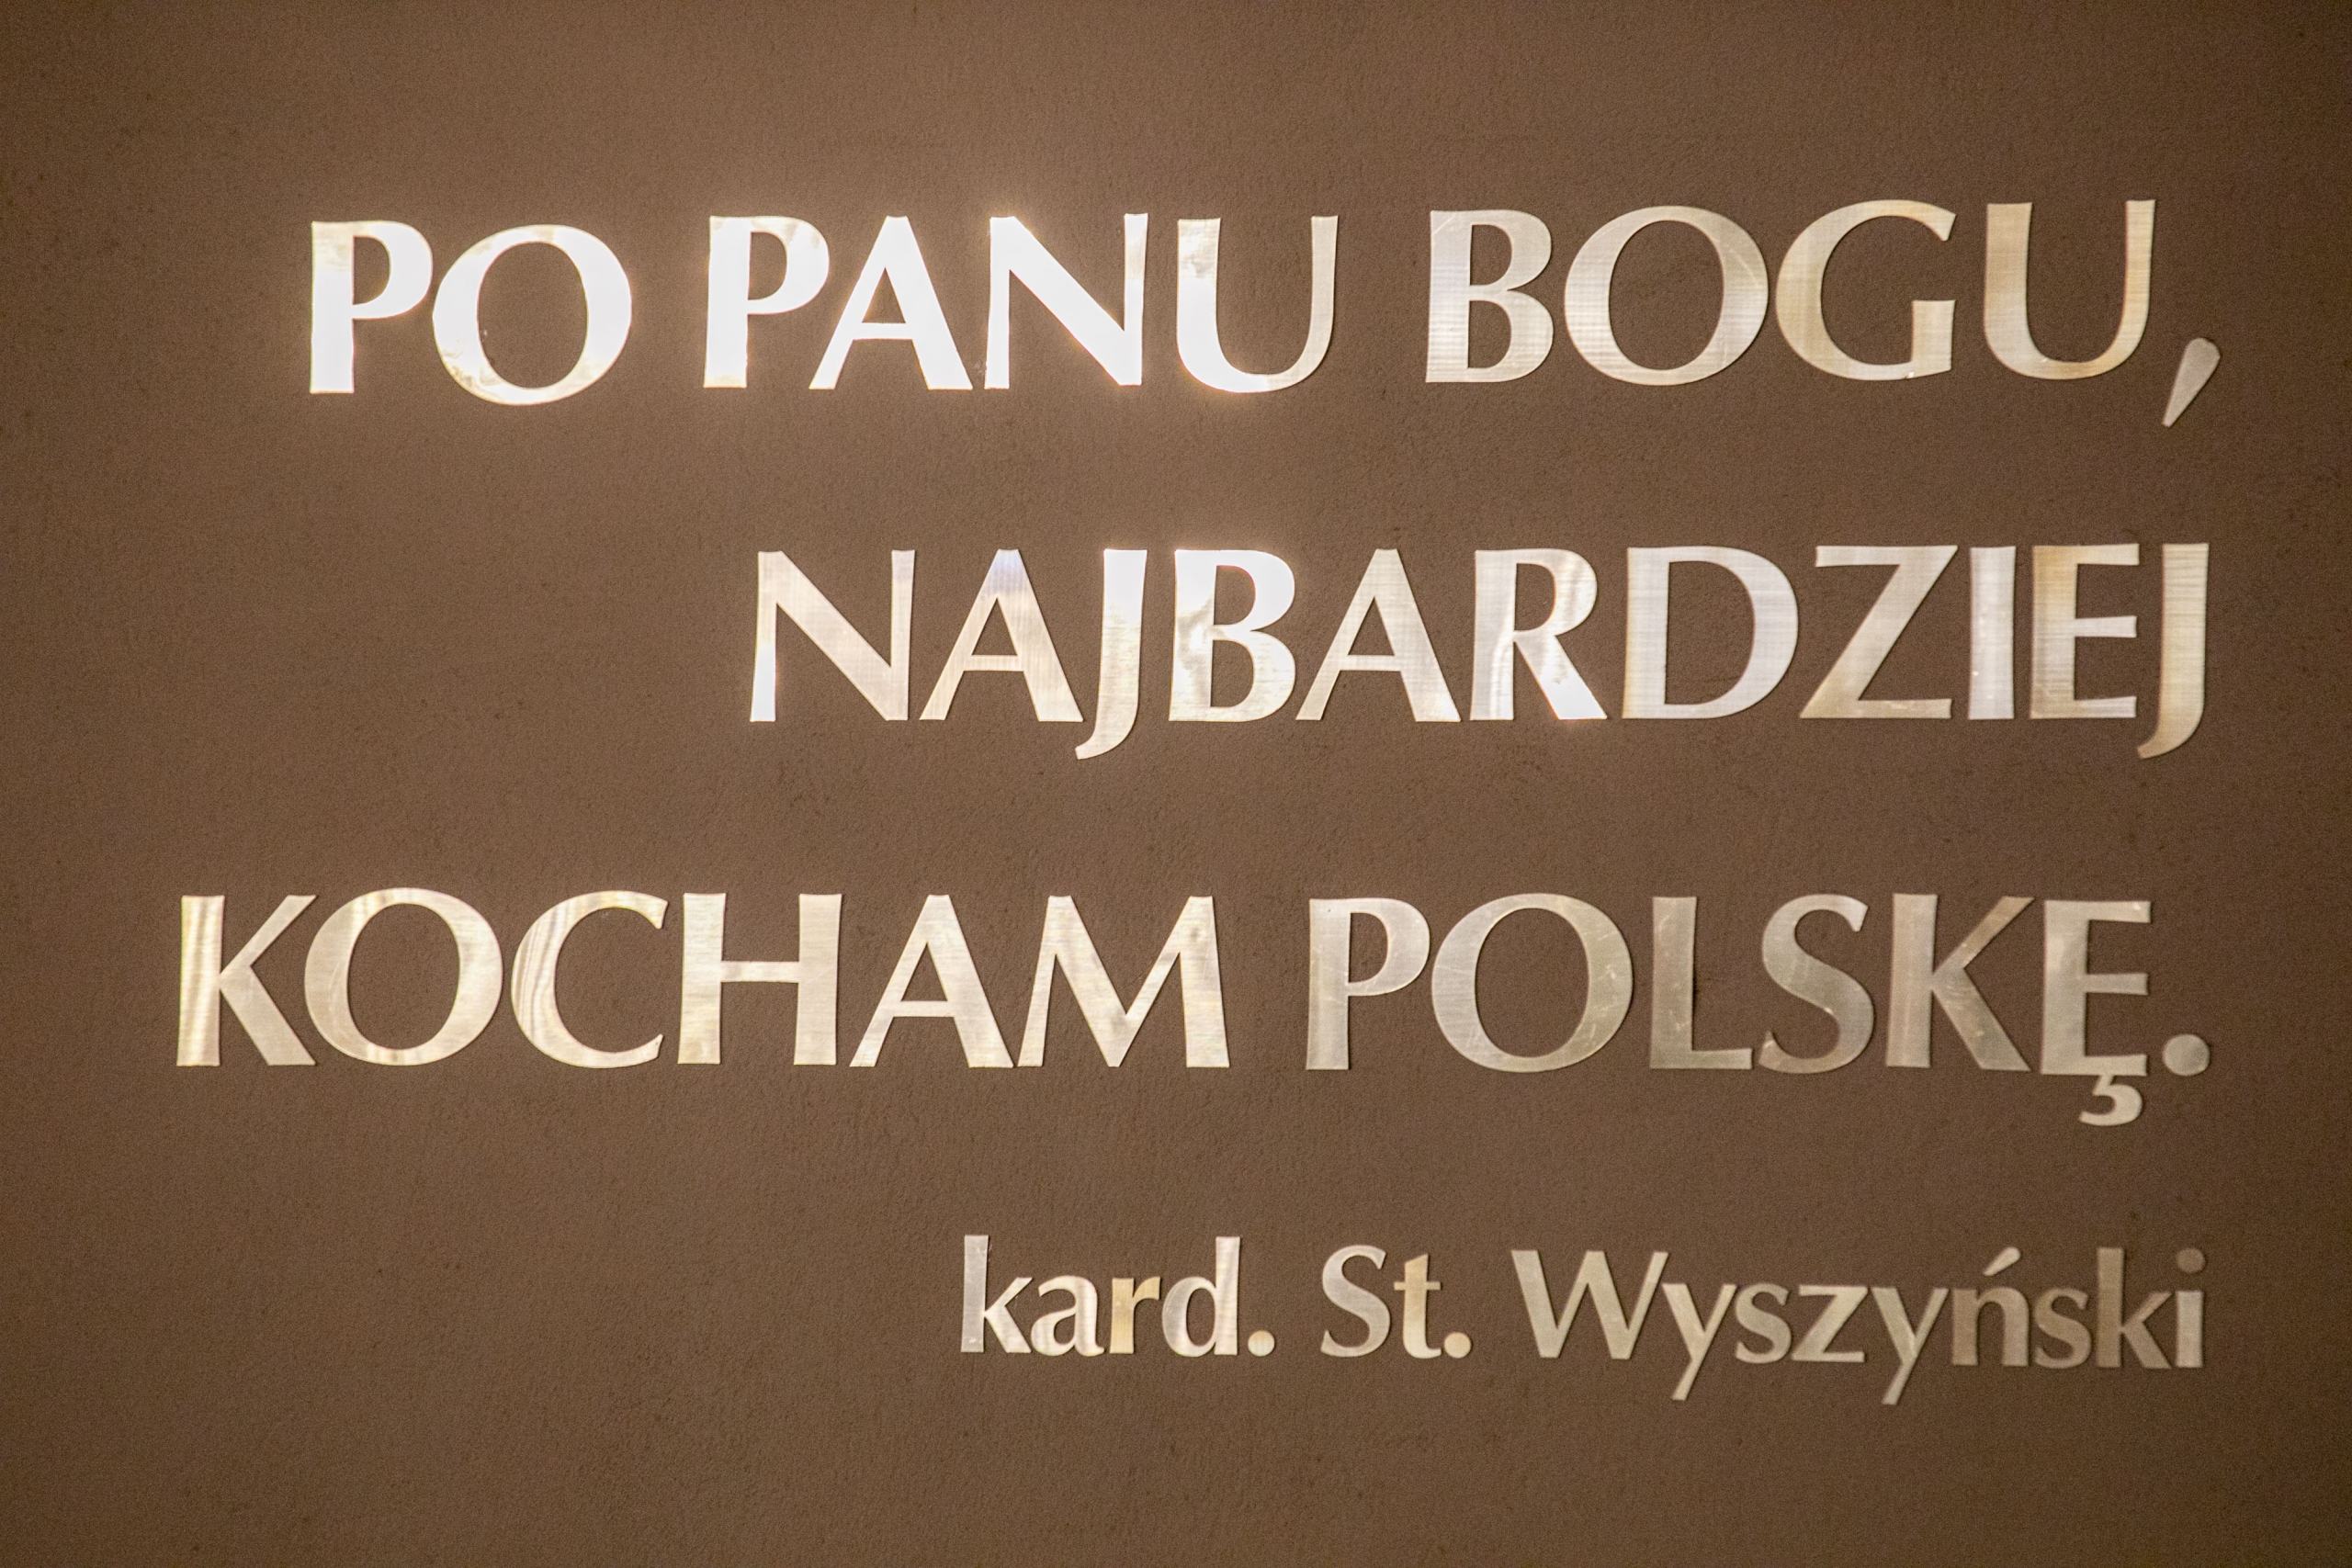 PO PANU BOGU,
NAJBARDZIEJ
KOCHAM POLSKĘ.
kard. St. Wyszyński